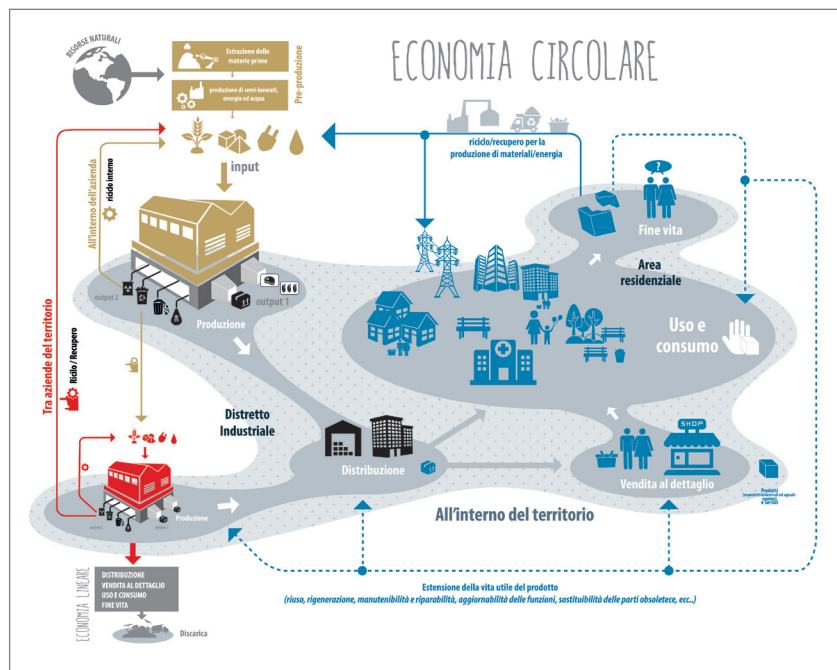 ECONOMIA CIRCOLARE
RISORSE NATURALI
Estrazione delle
materie prime
produzione di semi-lavorati,
energia ed acqua
Pre-produzione
input
riciclo/recupero per la
produzione di materiali/energia
?
Fine vita
Area
residenziale
Uso e
consumo
All'interno dell'azienda
riciclo interno
output 2
output 1
Produzione
Tra aziende del territorio
Ricilo / Recupero
Distretto
Industriale
Distribuzione
SHOP
Vendita al dettaglio
Prodotti
e Servizi
Produzione
All'interno del territorio
ECONOMIA LINEARE
DISTRIBUZIONE
VENDITA AL DETTAGLIO
USO E CONSUMO
FINE VITA
Discarica
Estensione della vita utile del prodotto
(riuso, rigenerazione, manutenibilità e riparabilità, aggiornabilità delle funzioni, sostituibilità delle parti obsoletece, ecc..)